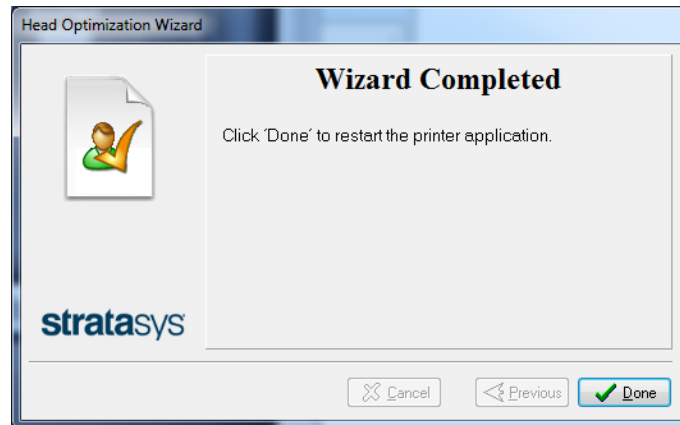 Head Optimization Wizard
Wizard Completed
Click ‘Done’ to restart the printer application.
stratasys
Cancel
Previous
Done